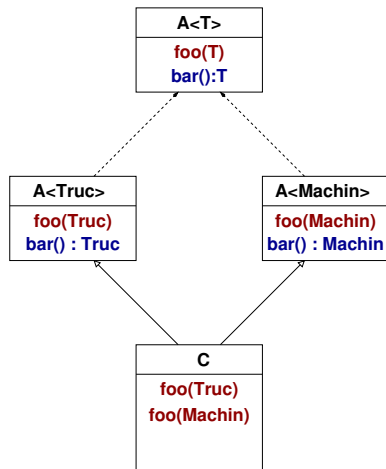 A<T>
foo(T)
bar():T
A<Truc>
foo(Truc)
bar() : Truc
A<Machin>
foo(Machin)
bar() : Machin
C
foo(Truc)
foo(Machin)